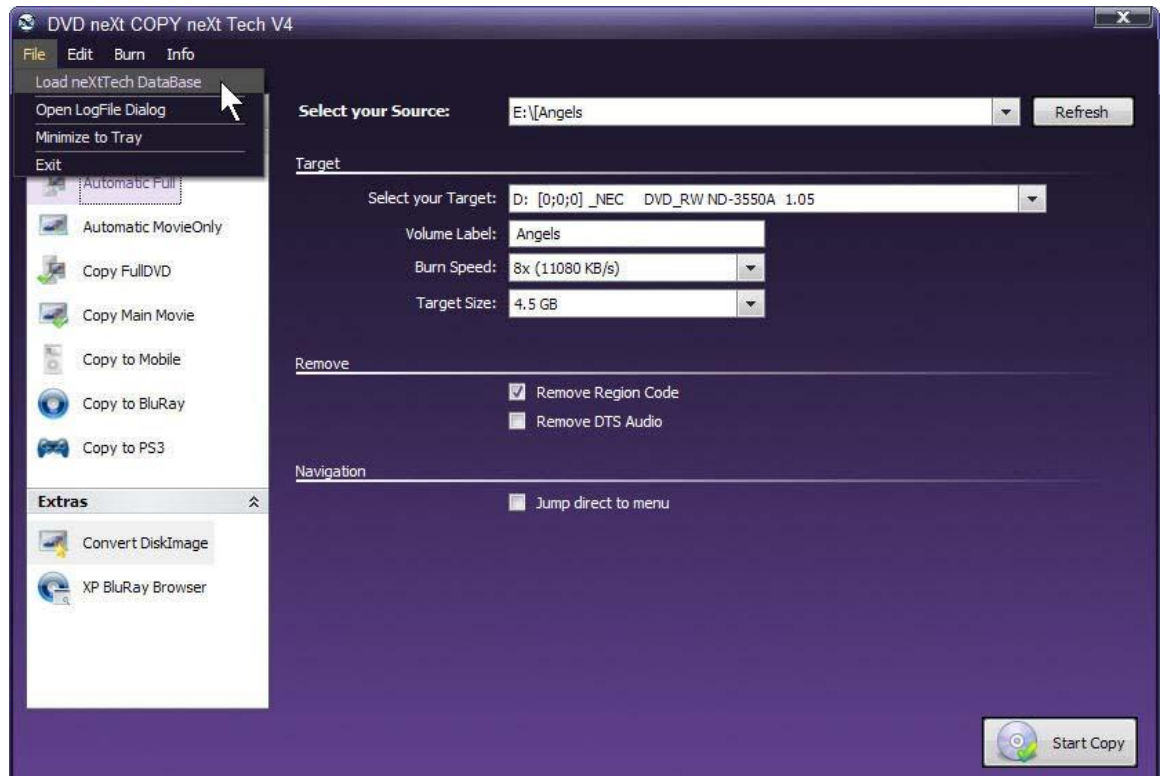 DVD neXt COPY neXt Tech V4
File Edit Burn Info
Load neXtTech DataBase
Open LogFile Dialog
Minimize to Tray
Exit
Automatic Full
Automatic MovieOnly
Copy FullDVD
Copy Main Movie
Copy to Mobile
Copy to BluRay
Copy to PS3
Extras
Convert DiskImage
XP BluRay Browser
Select your Source: E:\[Angels Refresh
Target
Select your Target: D: [0;0;0] _NEC DVD_RW ND-3550A 1.05
Volume Label: Angels
Burn Speed: 8x (11080 KB/s)
Target Size: 4.5 GB
Remove
Remove Region Code
Remove DTS Audio
Navigation
Jump direct to menu
Start Copy